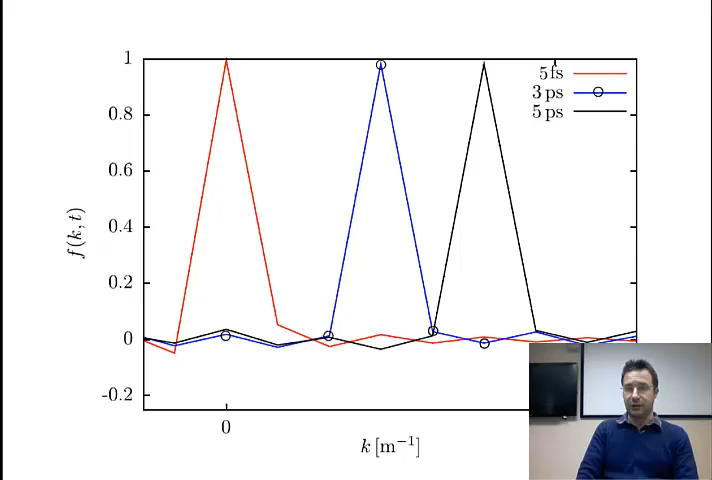 1
0.8
0.6
0.4
0.2
0
-0.2
f(k, t)
5 fs
3 ps
5 ps
0
k [m⁻¹]